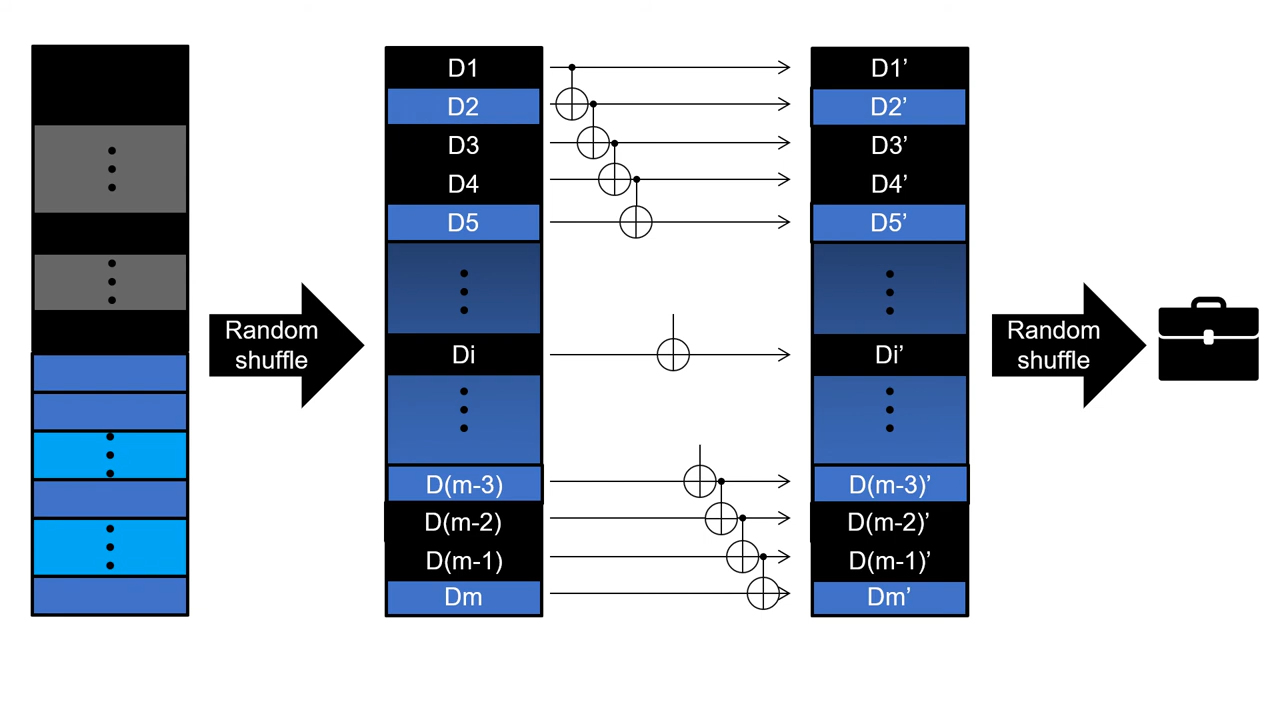 D1
D2
D3
D4
D5
Di
D(m-3)
D(m-2)
D(m-1)
Dm
Random
shuffle
D1’
D2’
D3’
D4’
D5’
Di’
D(m-3)’
D(m-2)’
D(m-1)’
Dm’
Random
shuffle